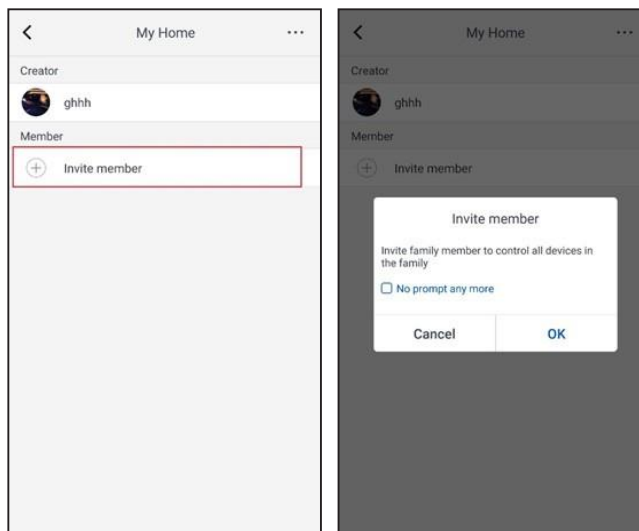 My Home
Creator
ghhh
Member
Invite member
My Home
Creator
ghhh
Member
Invite member
Invite member
Invite family member to control all devices in
the family
No prompt any more
Cancel OK